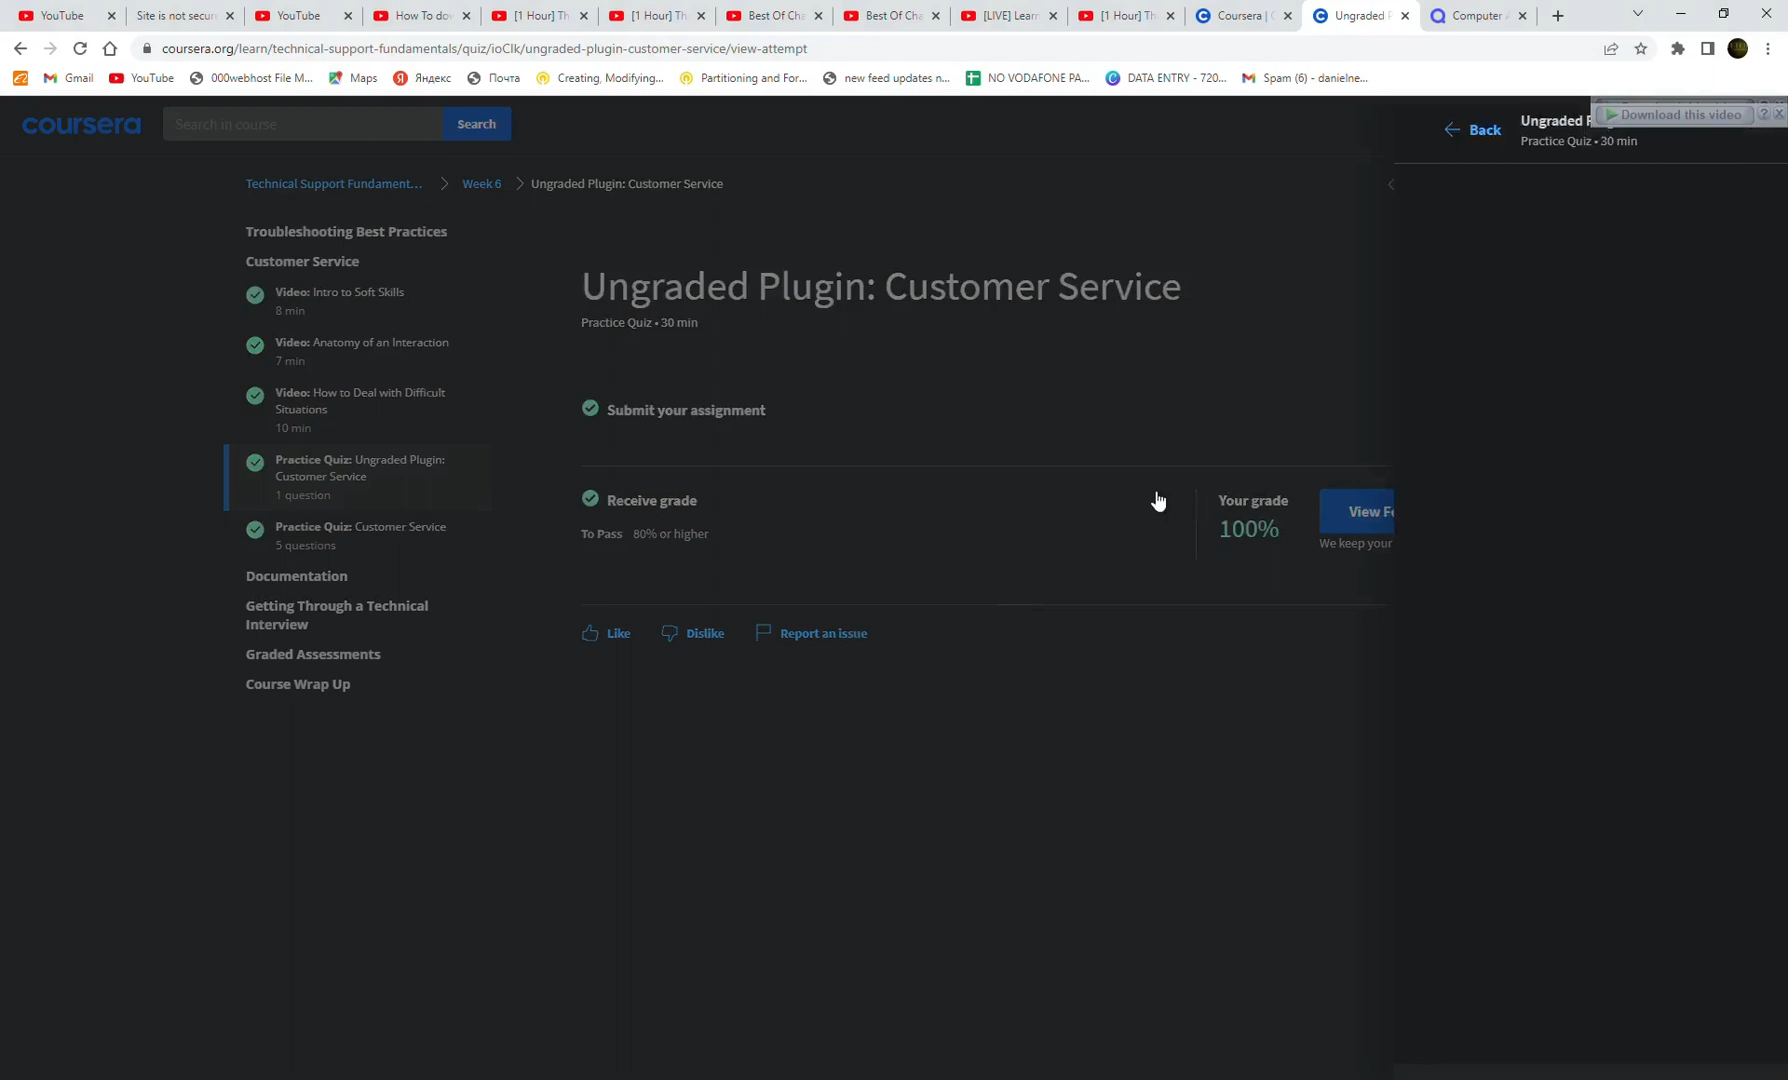 YouTube
Site is not secure
YouTube
How To dow
[1 Hour] Th
[1 Hour] Th
Best Of Cha
Best Of Cha
[LIVE] Learn
[1 Hour] Th
Coursera | C
Ungraded P
Computer A
coursera.org/learn/technical-support-fundamentals/quiz/ioClk/ungraded-plugin-customer-service/view-attempt
Gmail
YouTube
000webhost File M...
Maps
Яндекс
Почта
Creating, Modifying...
Partitioning and For...
new feed updates n...
NO VODAFONE PA...
DATA ENTRY - 720...
Spam (6) - danielne...
coursera
Search in course
Search
Back
Ungraded Pl
Practice Quiz • 30 min
Download this video
Technical Support Fundament...
Week 6
Ungraded Plugin: Customer Service
Troubleshooting Best Practices
Customer Service
Video: Intro to Soft Skills
8 min
Video: Anatomy of an Interaction
7 min
Video: How to Deal with Difficult
Situations
10 min
Practice Quiz: Ungraded Plugin:
Customer Service
1 question
Practice Quiz: Customer Service
5 questions
Documentation
Getting Through a Technical
Interview
Graded Assessments
Course Wrap Up
Ungraded Plugin: Customer Service
Practice Quiz • 30 min
Submit your assignment
Receive grade
To Pass 80% or higher
Your grade
100%
View Fe
We keep your
Like
Dislike
Report an issue